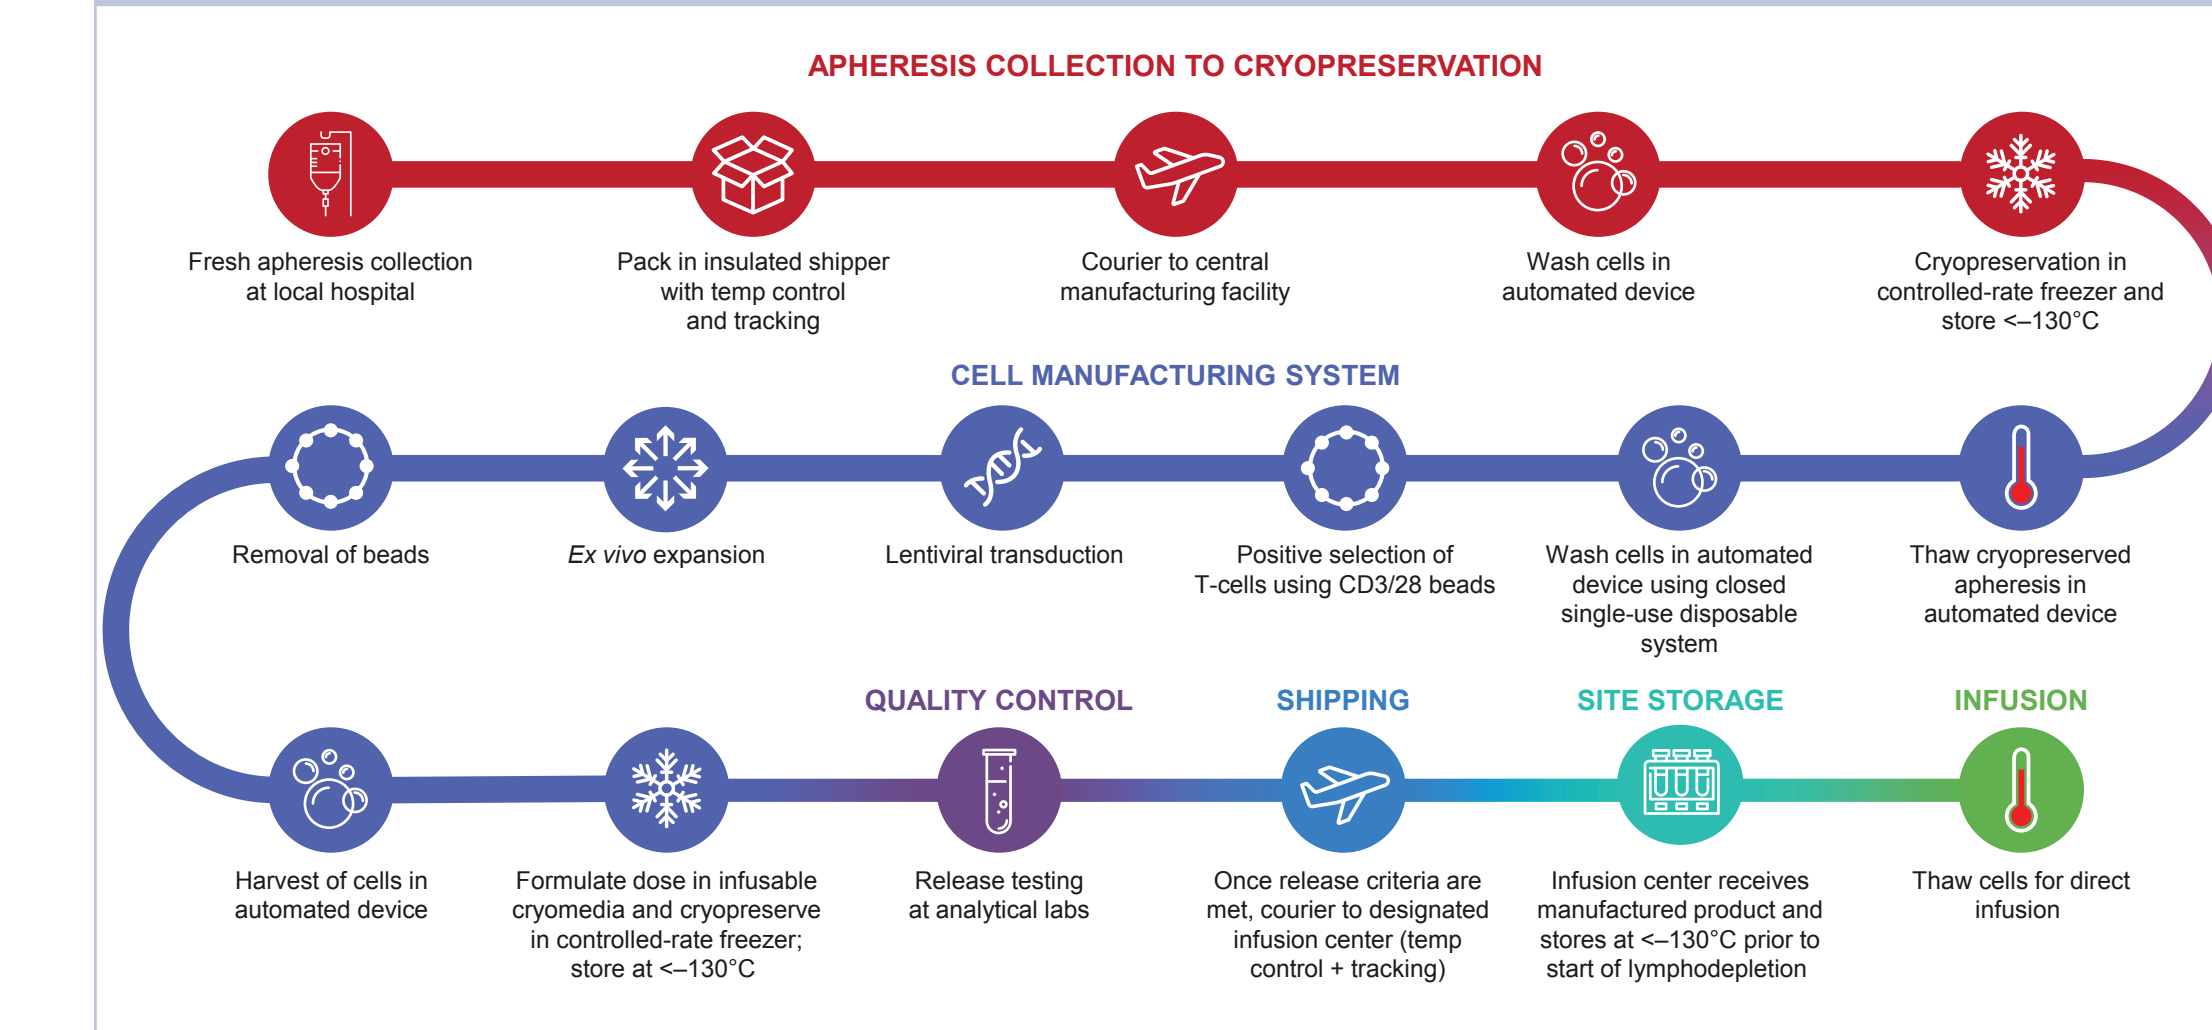 APHERESIS COLLECTION TO CRYOPRESERVATION
Fresh apheresis collection
at local hospital
Pack in insulated shipper
with temp control
and tracking
Courier to central
manufacturing facility
Wash cells in
automated device
Cryopreservation in
controlled-rate freezer and
store <–130°C
CELL MANUFACTURING SYSTEM
Removal of beads
Ex vivo expansion
Lentiviral transduction
Positive selection of
T-cells using CD3/28 beads
Wash cells in automated
device using closed
single-use disposable
system
Thaw cryopreserved
apheresis in
automated device
Harvest of cells in
automated device
Formulate dose in infusable
cryomedia and cryopreserve
in controlled-rate freezer;
store at <–130°C
QUALITY CONTROL
Release testing
at analytical labs
SHIPPING
Once release criteria are
met, courier to designated
infusion center (temp
control + tracking)
SITE STORAGE
Infusion center receives
manufactured product and
stores at <–130°C prior to
start of lymphodepletion
INFUSION
Thaw cells for direct
infusion